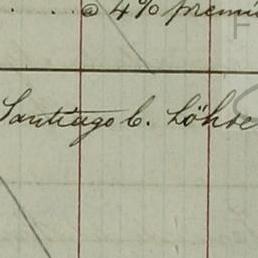 . . . @ 4% premi
Santiago C. Löhse